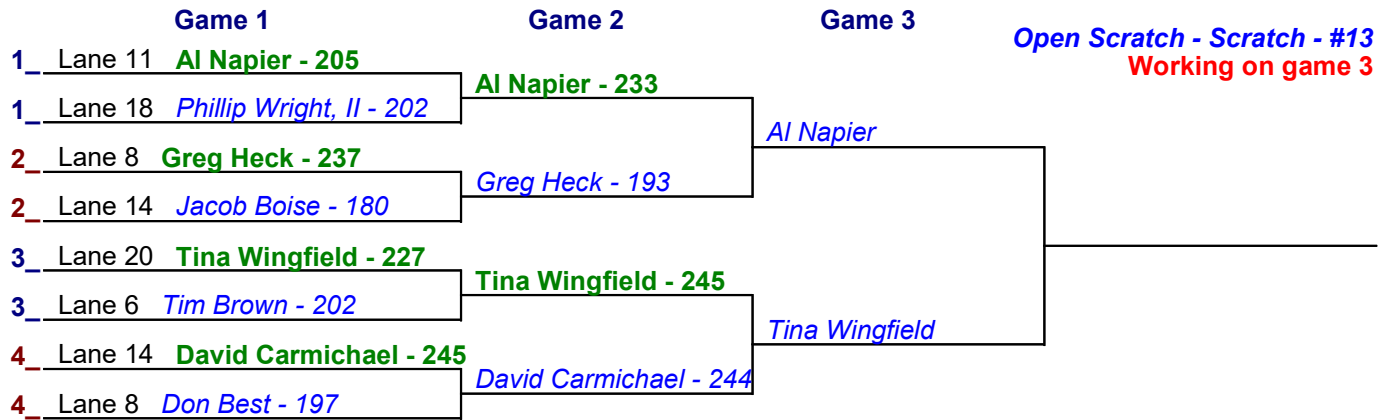 Game 1 Game 2 Game 3
Open Scratch - Scratch - #13
Working on game 3
1_ Lane 11 Al Napier - 205
Al Napier - 233
1_ Lane 18 Phillip Wright, II - 202
Al Napier
2_ Lane 8 Greg Heck - 237
Greg Heck - 193
2_ Lane 14 Jacob Boise - 180
3_ Lane 20 Tina Wingfield - 227
Tina Wingfield - 245
3_ Lane 6 Tim Brown - 202
Tina Wingfield
4_ Lane 14 David Carmichael - 245
David Carmichael - 244
4_ Lane 8 Don Best - 197